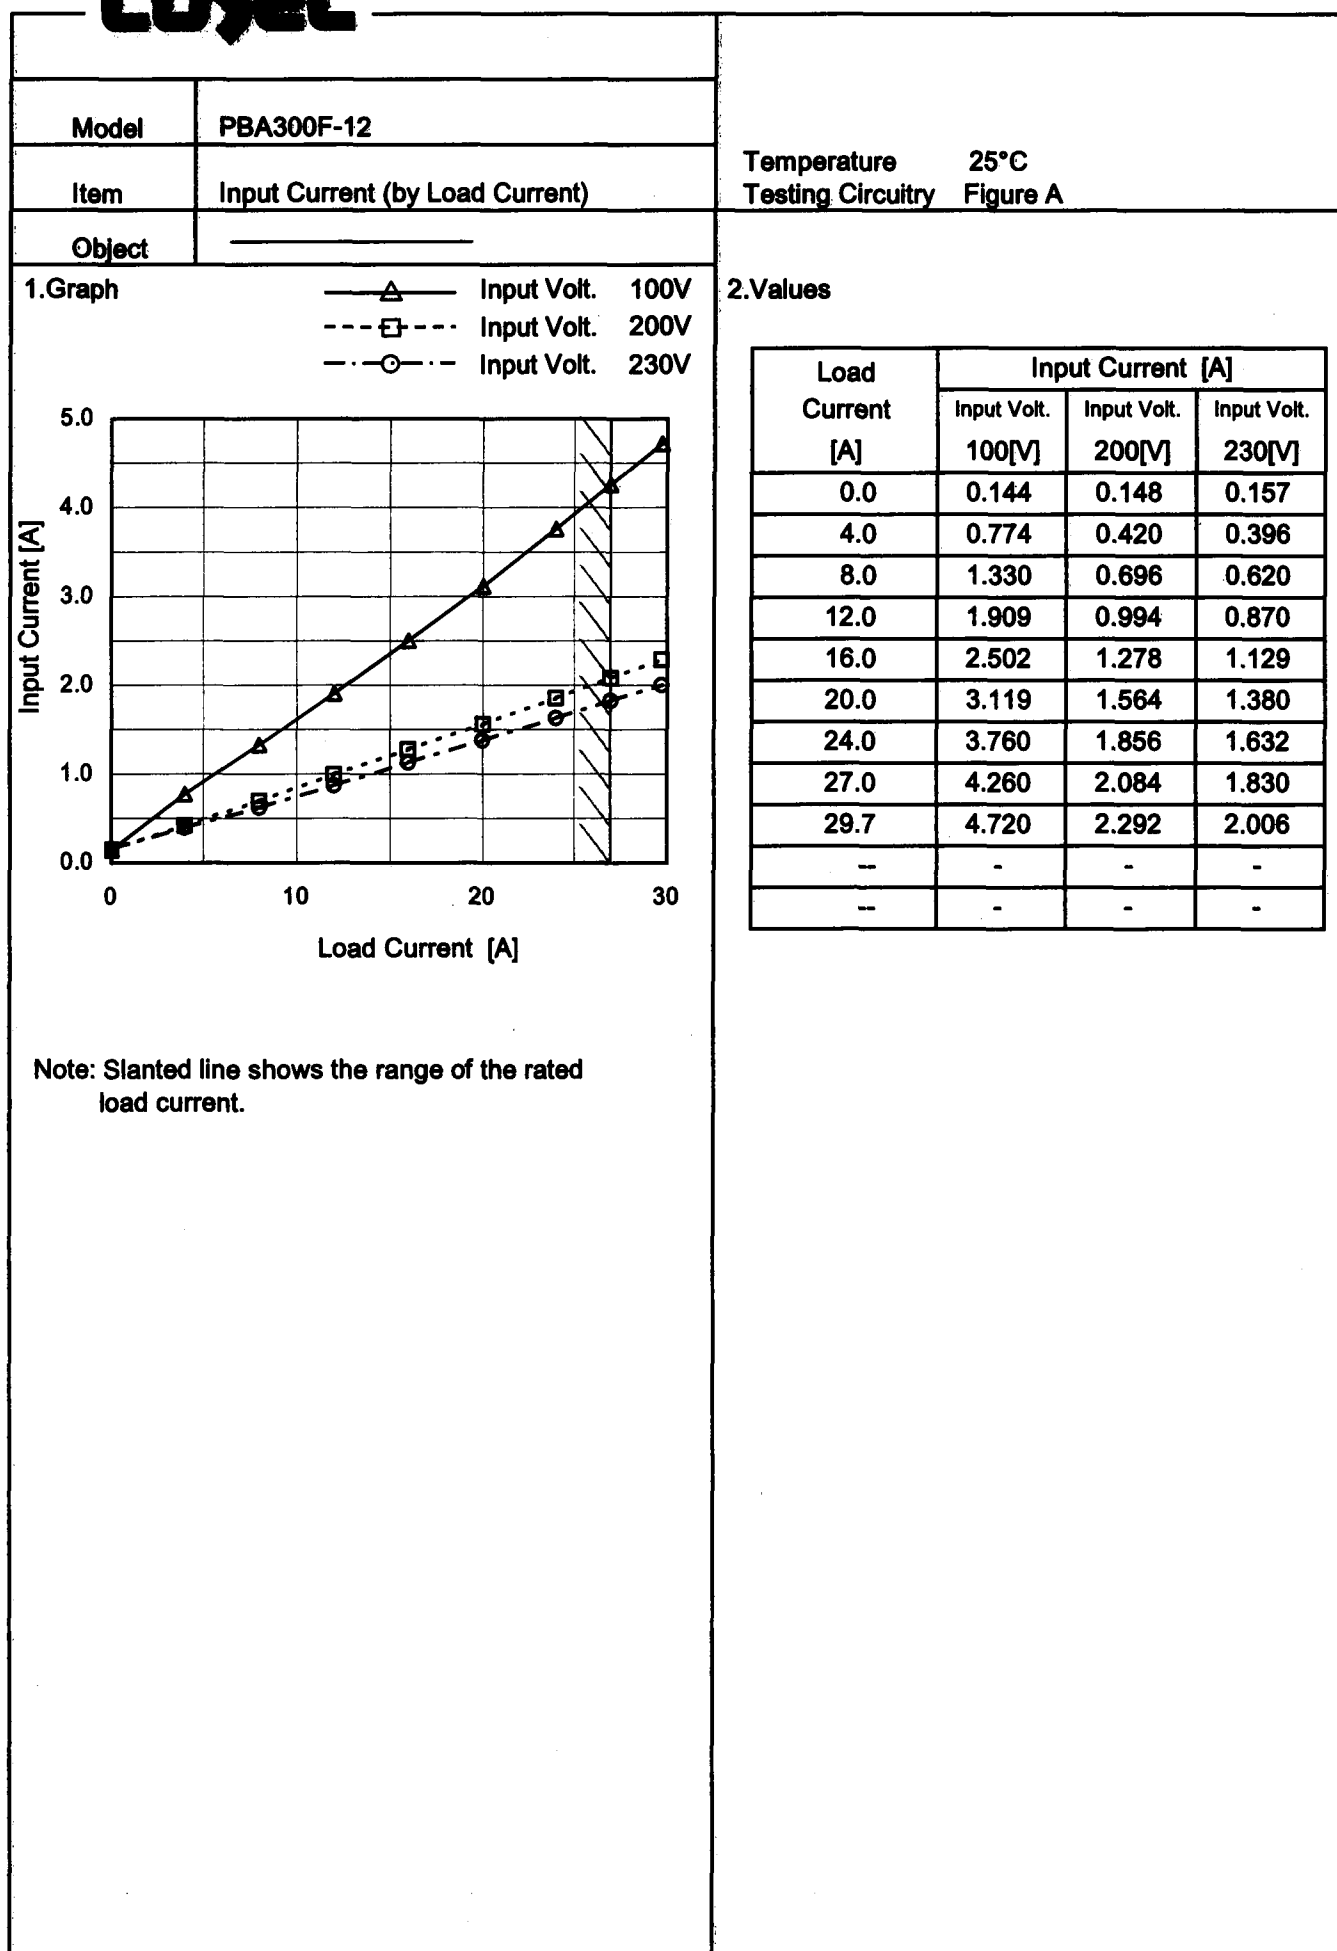 Model PBA300F-12
Item Input Current (by Load Current)
Object
Temperature 25°C
Testing Circuitry Figure A
1.Graph
Input Volt. 100V
Input Volt. 200V
Input Volt. 230V
5.0
4.0
3.0
2.0
1.0
0.0
Input Current [A]
0 10 20 30
Load Current [A]
Note: Slanted line shows the range of the rated
load current.
2.Values
Load Current [A] Input Current [A]
Input Volt. 100[V] Input Volt. 200[V] Input Volt. 230[V]
0.0 0.144 0.148 0.157
4.0 0.774 0.420 0.396
8.0 1.330 0.696 0.620
12.0 1.909 0.994 0.870
16.0 2.502 1.278 1.129
20.0 3.119 1.564 1.380
24.0 3.760 1.856 1.632
27.0 4.260 2.084 1.830
29.7 4.720 2.292 2.006
-- - - -
-- - - -